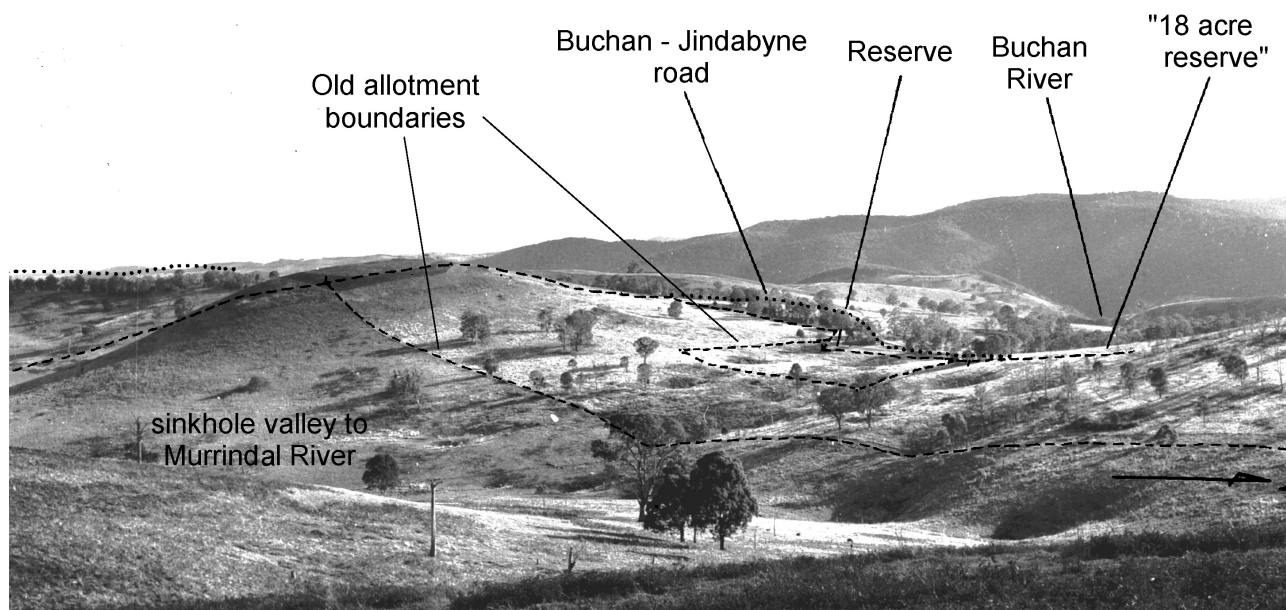 "18 acre
reserve"
Buchan - Jindabyne
road
Reserve
Buchan
River
Old allotment
boundaries
sinkhole valley to
Murrindal River